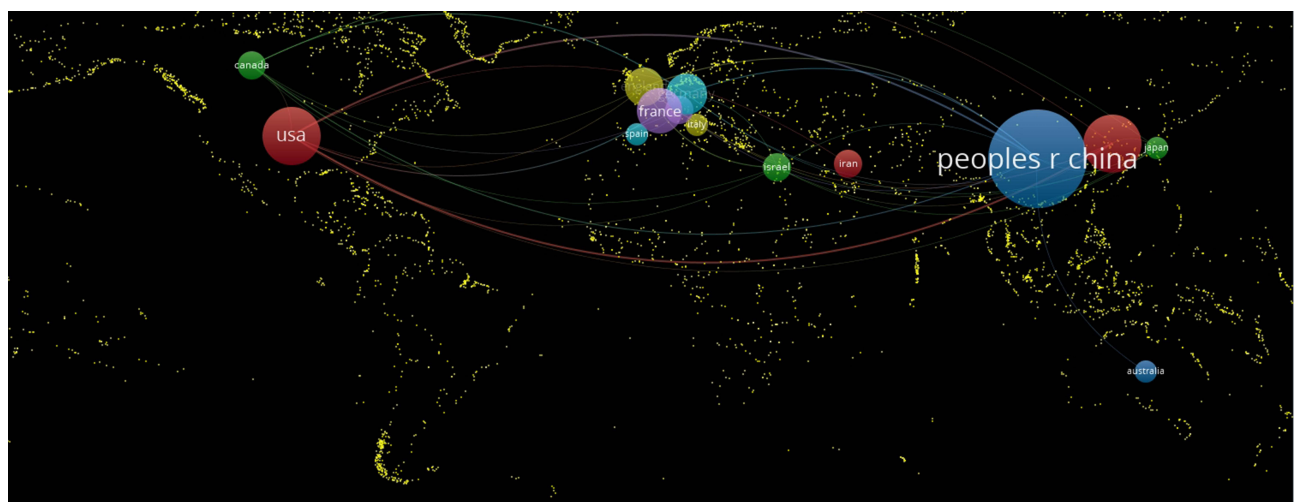 canada
usa
france
italy
spain
israel
iran
peoples r china
japan
australia